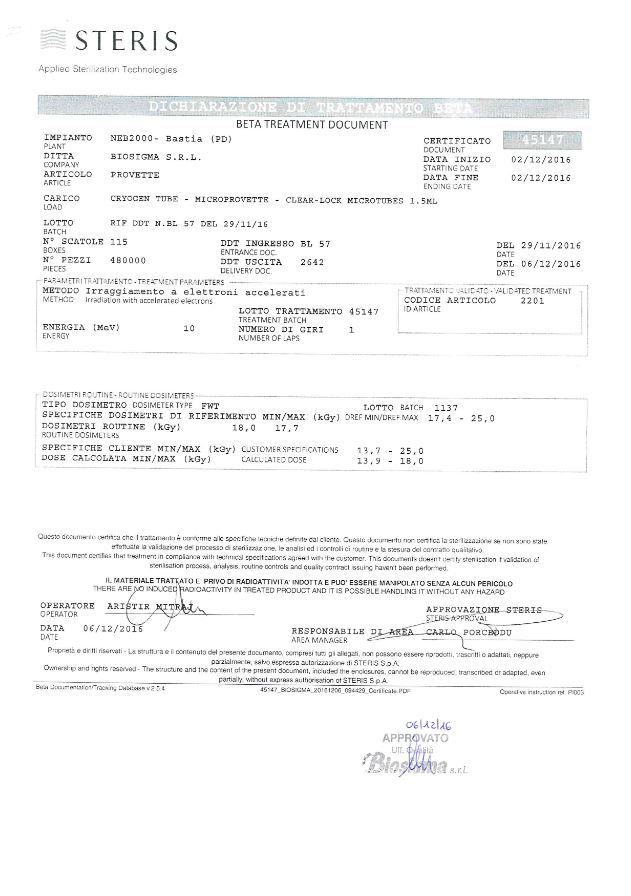 STERIS
Applied Sterilization Technologies
DICHIARAZIONE DI TRATTAMENTO BETA
BETA TREATMENT DOCUMENT
IMPIANTO NEB2000- Bastia (PD)
PLANT
CERTIFICATO 45147
DOCUMENT
DITTA BIOSIGMA S.R.L.
COMPANY
DATA INIZIO 02/12/2016
STARTING DATE
ARTICOLO PROVETTE
ARTICLE
DATA FINE 02/12/2016
ENDING DATE
CARICO CRYOGEN TUBE - MICROPROVETTE - CLEAR-LOCK MICROTUBES 1.5ML
LOAD
LOTTO RIF DDT N.BL 57 DEL 29/11/16
BATCH
N° SCATOLE 115 DDT INGRESSO BL 57 DEL 29/11/2016
BOXES ENTRANCE DOC. DATE
N° PEZZI 480000 DDT USCITA 2642 DEL 06/12/2016
PIECES DELIVERY DOC. DATE
PARAMETRI TRATTAMENTO - TREATMENT PARAMETERS
METODO Irraggiamento a elettroni accelerati
METHOD Irradiation with accelerated electrons
TRATTAMENTO VALIDATO - VALIDATED TREATMENT
CODICE ARTICOLO 2201
ID ARTICLE
LOTTO TRATTAMENTO 45147
TREATMENT BATCH
ENERGIA (MeV) 10 NUMERO DI GIRI 1
ENERGY NUMBER OF LAPS
DOSIMETRI ROUTINE - ROUTINE DOSIMETERS
TIPO DOSIMETRO DOSIMETER TYPE FWT LOTTO BATCH 1137
SPECIFICHE DOSIMETRI DI RIFERIMENTO MIN/MAX (kGy) DREF MIN/DREF MAX 17,4 - 25,0
DOSIMETRI ROUTINE (kGy) 18,0 17,7
ROUTINE DOSIMETERS
SPECIFICHE CLIENTE MIN/MAX (kGy) CUSTOMER SPECIFICATIONS 13,7 - 25,0
DOSE CALCOLATA MIN/MAX (kGy) CALCULATED DOSE 13,9 - 18,0
Questo documento certifica che il trattamento è conforme alle specifiche tecniche definite dal cliente. Questo documento non certifica la sterilizzazione se non sono state
effettuate la validazione del processo di sterilizzazione, le analisi ed i controlli di routine e la stesura del contratto qualitativo.
This document certifies that treatment in compliance with technical specifications agreed with the customer. This documents doesn't certify sterilisation if validation of
sterilisation process, analysis, routine controls and quality contract issuing haven't been performed.
IL MATERIALE TRATTATO E' PRIVO DI RADIOATTIVITA' INDOTTA E PUO' ESSERE MANIPOLATO SENZA ALCUN PERICOLO
THERE ARE NO INDUCED RADIOACTIVITY IN TREATED PRODUCT AND IT IS POSSIBLE HANDLING IT WITHOUT ANY HAZARD
OPERATORE ARISTIR MITRAJ
OPERATOR
APPROVAZIONE STERIS
STERIS APPROVAL
DATA 06/12/2016
DATE
RESPONSABILE DI AREA CARLO PORCEDDU
AREA MANAGER
Proprietà e diritti riservati - La struttura e il contenuto del presente documento, compresi tutti gli allegati, non possono essere riprodotti, trascritti o adattati, neppure
parzialmente, salvo espressa autorizzazione di STERIS S.p.A.
Ownership and rights reserved - The structure and the content of the present document, included the enclosures, cannot be reproduced, transcribed or adapted, even
partially, without express authorisation of STERIS S.p.A.
Beta Documentation/Tracking Database v.2.5.4 45147_BIOSIGMA_20161206_094429_Certificate.PDF Operative instruction ref. PI003
06/12/16
APPROVATO
Uff. Qualità
Biosigma s.r.l.